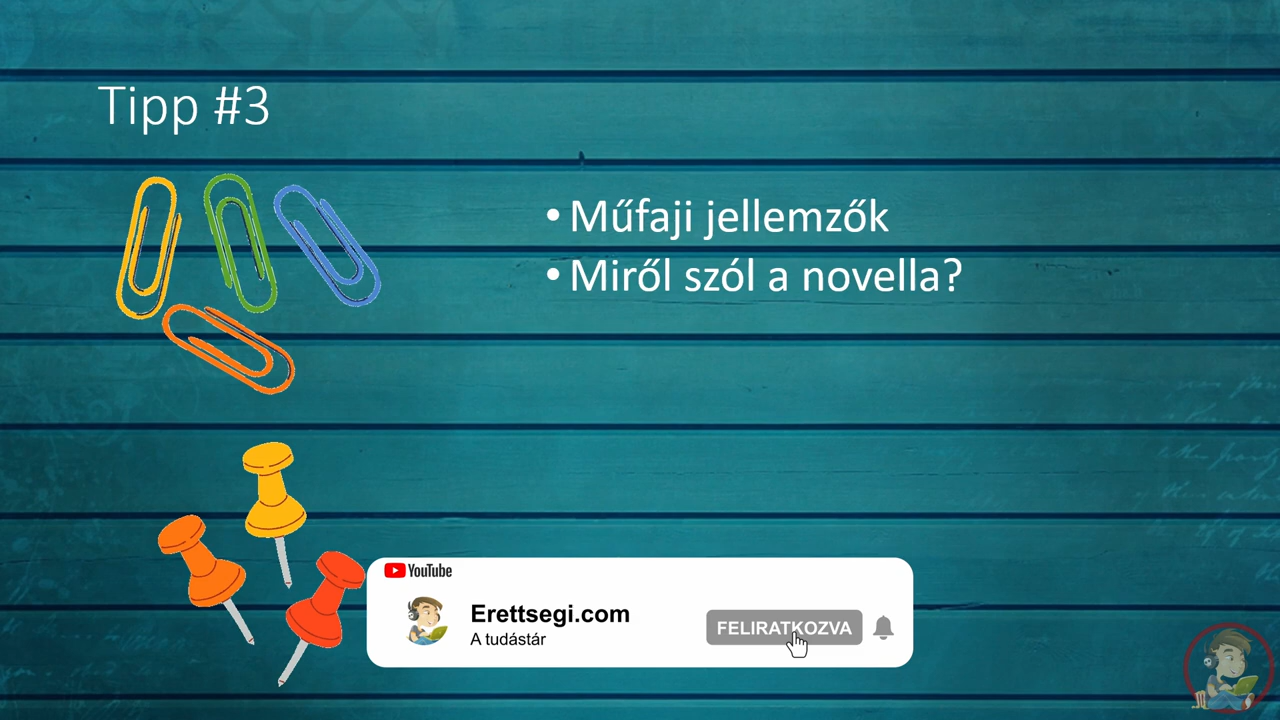 Tipp #3
• Műfaji jellemzők
• Miről szól a novella?
YouTube
Erettsegi.com
A tudástár
FELIRATKOZVA